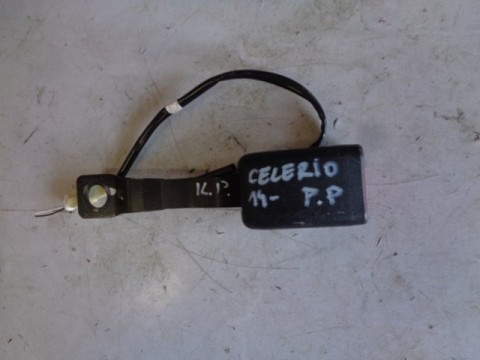 CELERIO
14- P.P
K.P.